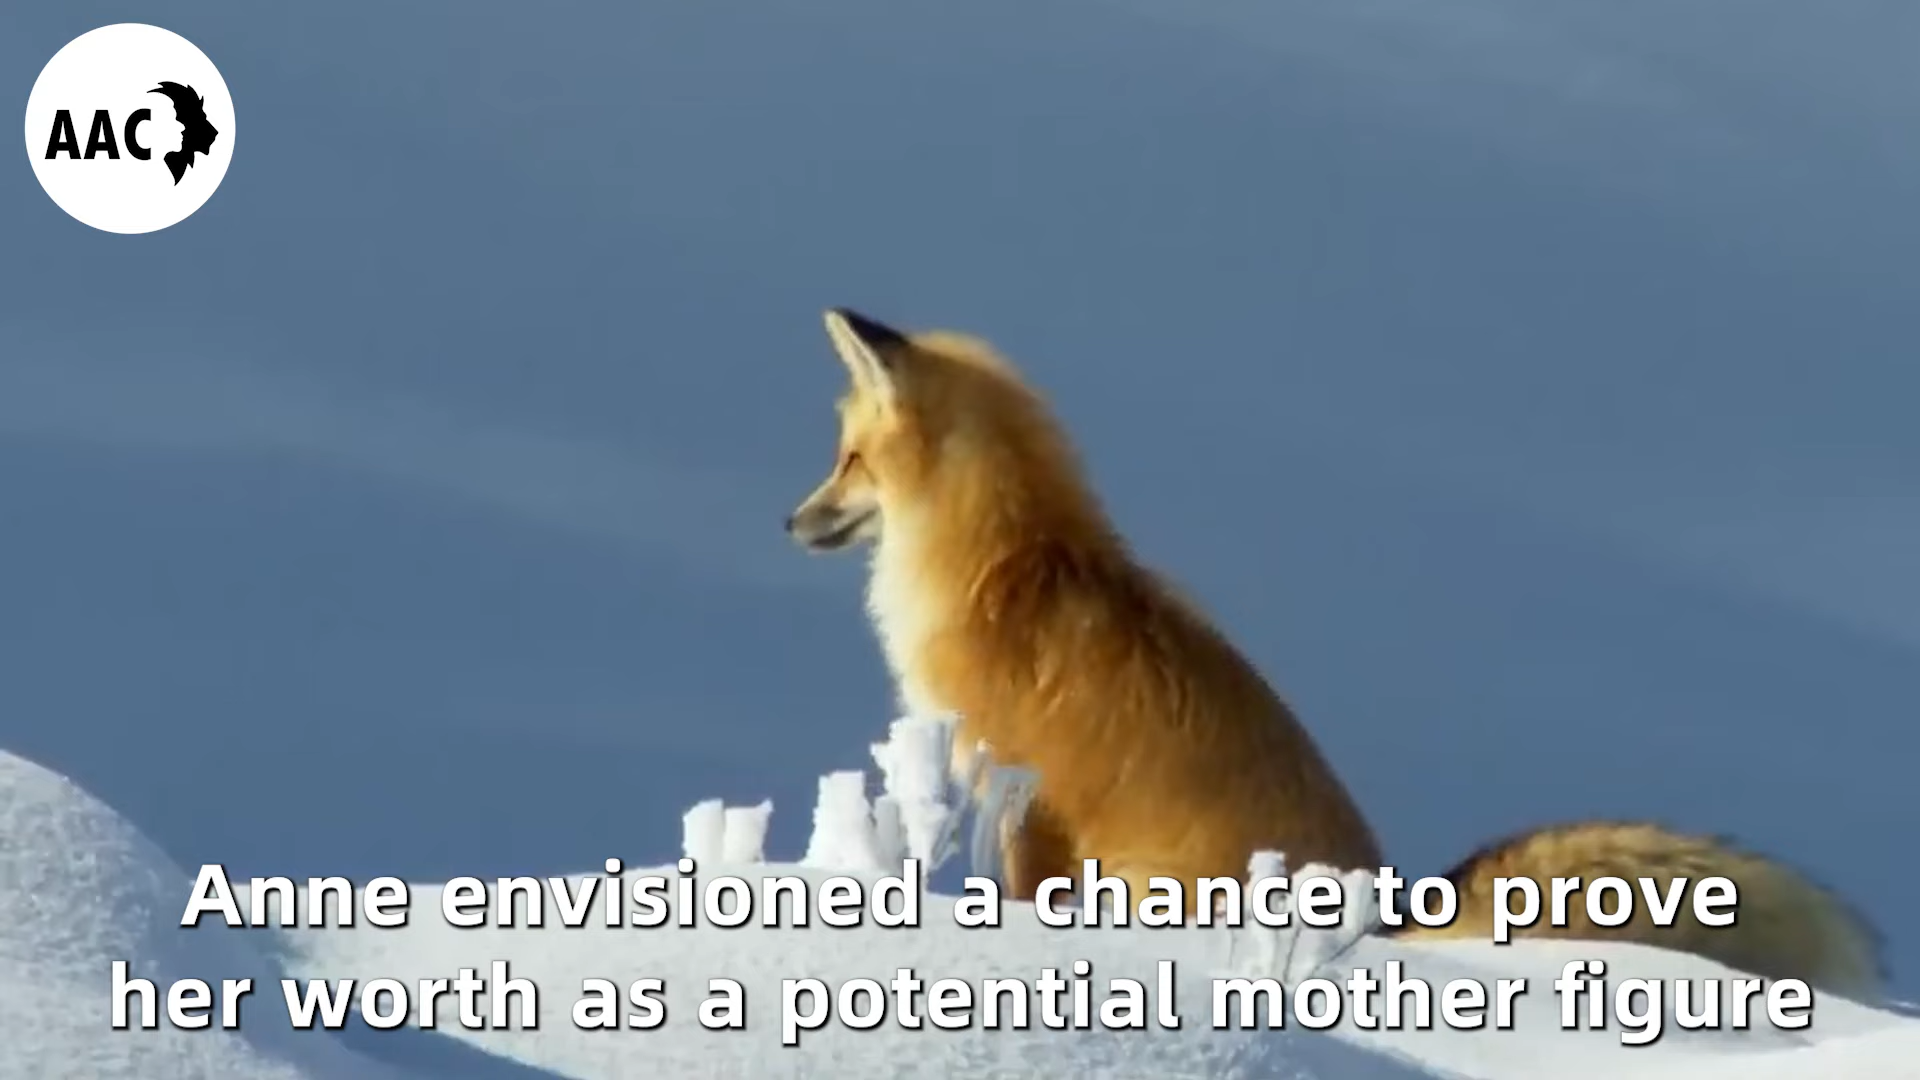 AAC
Anne envisioned a chance to prove
her worth as a potential mother figure